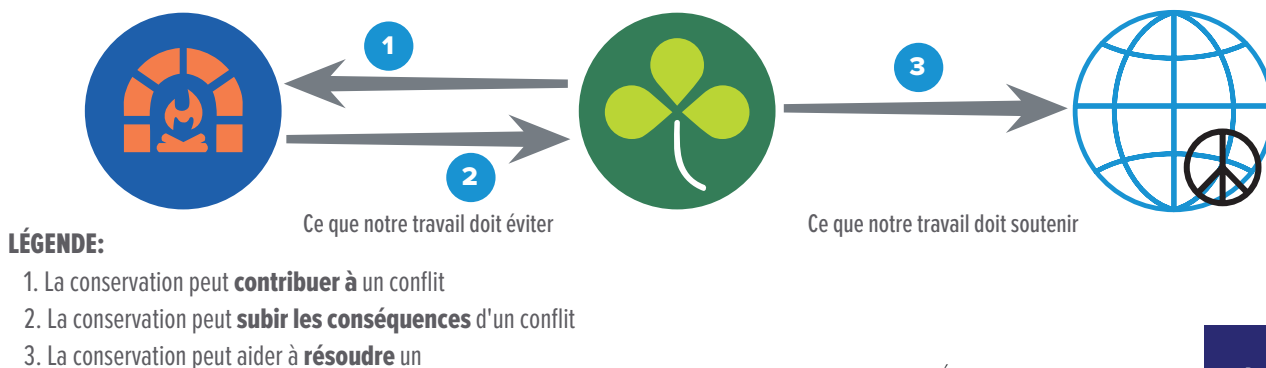 1
3
2
Ce que notre travail doit éviter
Ce que notre travail doit soutenir
LÉGENDE:
1. La conservation peut contribuer à un conflit
2. La conservation peut subir les conséquences d'un conflit
3. La conservation peut aider à résoudre un